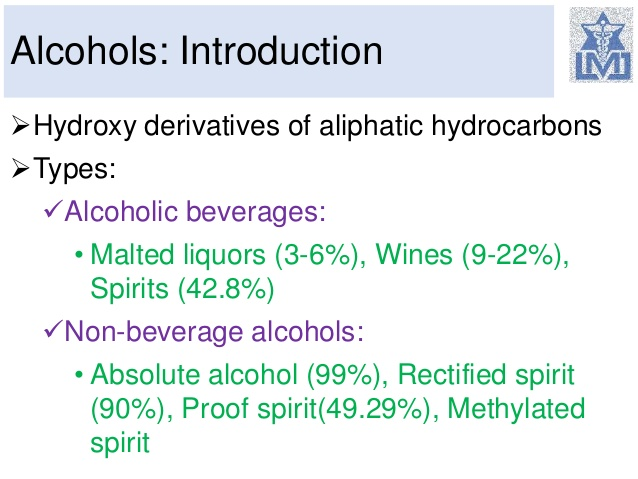 Alcohols: Introduction
LMJ
➢Hydroxy derivatives of aliphatic hydrocarbons
➢Types:
✓Alcoholic beverages:
• Malted liquors (3-6%), Wines (9-22%),
Spirits (42.8%)
✓Non-beverage alcohols:
• Absolute alcohol (99%), Rectified spirit
(90%), Proof spirit(49.29%), Methylated
spirit